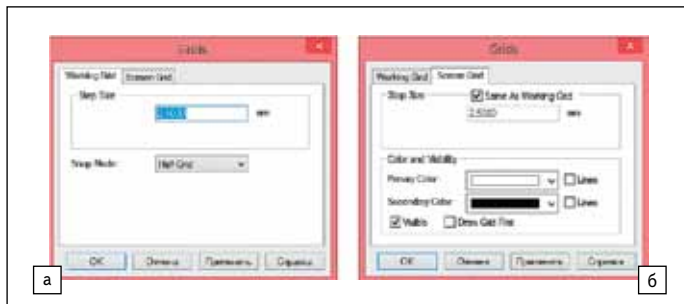 Grids
Working Grid Screen Grid
Step Size
mm
Snap Mode: Half Grid
OK Отмена Применить Справка
а
Grids
Working Grid Screen Grid
Step Size Same As Working Grid
2.5000 mm
Color and Visibility
Primary Color: Lines
Secondary Color: Lines
Visible Draw Grid First
OK Отмена Применить Справка
б